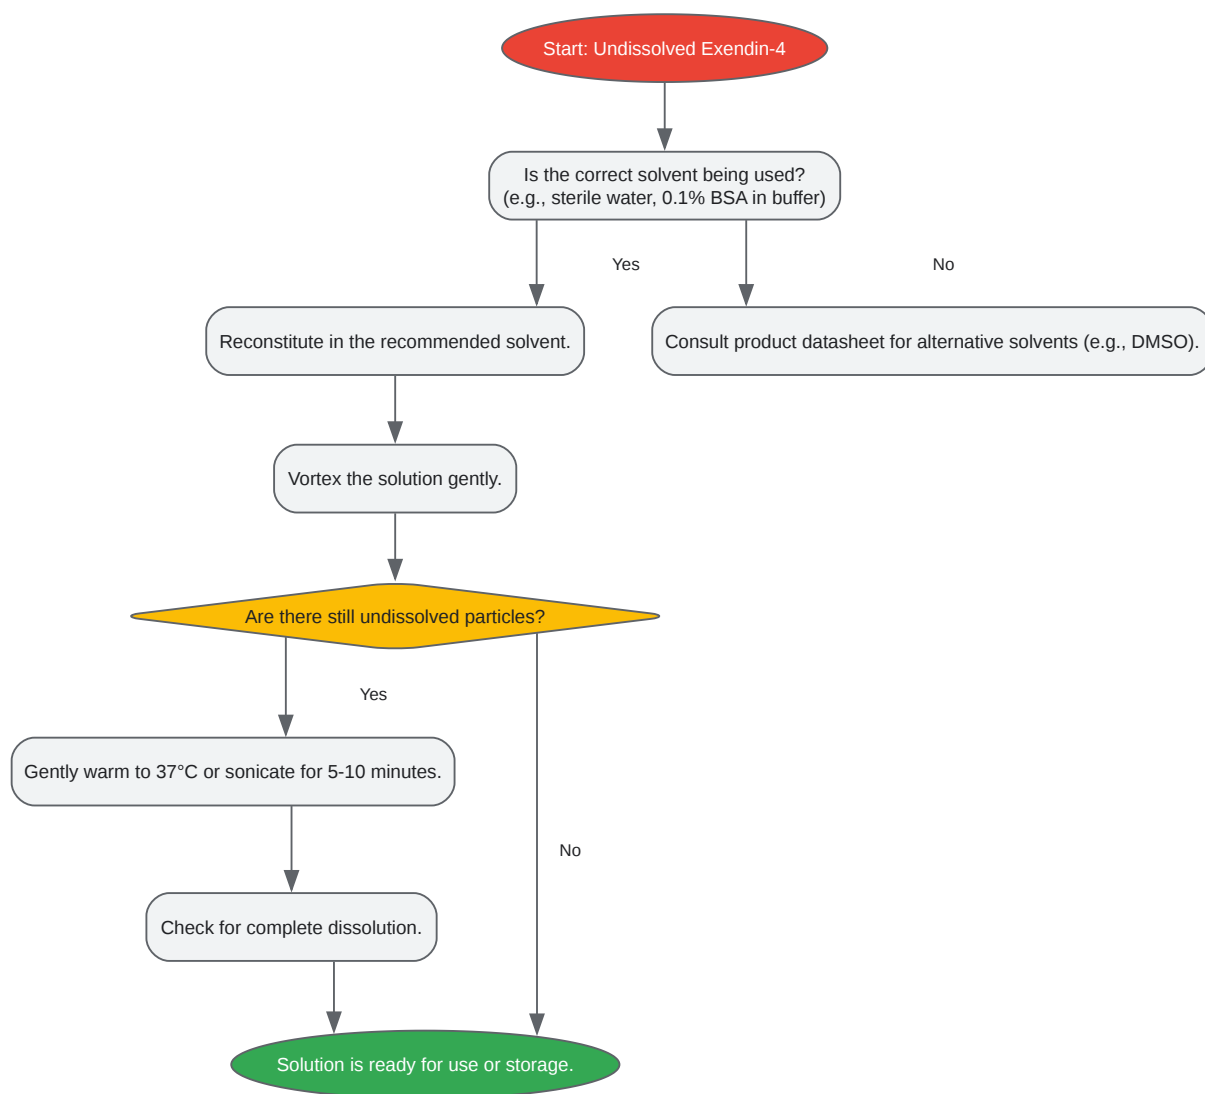 Start: Undissolved Exendin-4
Is the correct solvent being used?
(e.g., sterile water, 0.1% BSA in buffer)
Yes
No
Reconstitute in the recommended solvent.
Consult product datasheet for alternative solvents (e.g., DMSO).
Vortex the solution gently.
Are there still undissolved particles?
Yes
Gently warm to 37°C or sonicate for 5-10 minutes.
No
Check for complete dissolution.
Solution is ready for use or storage.